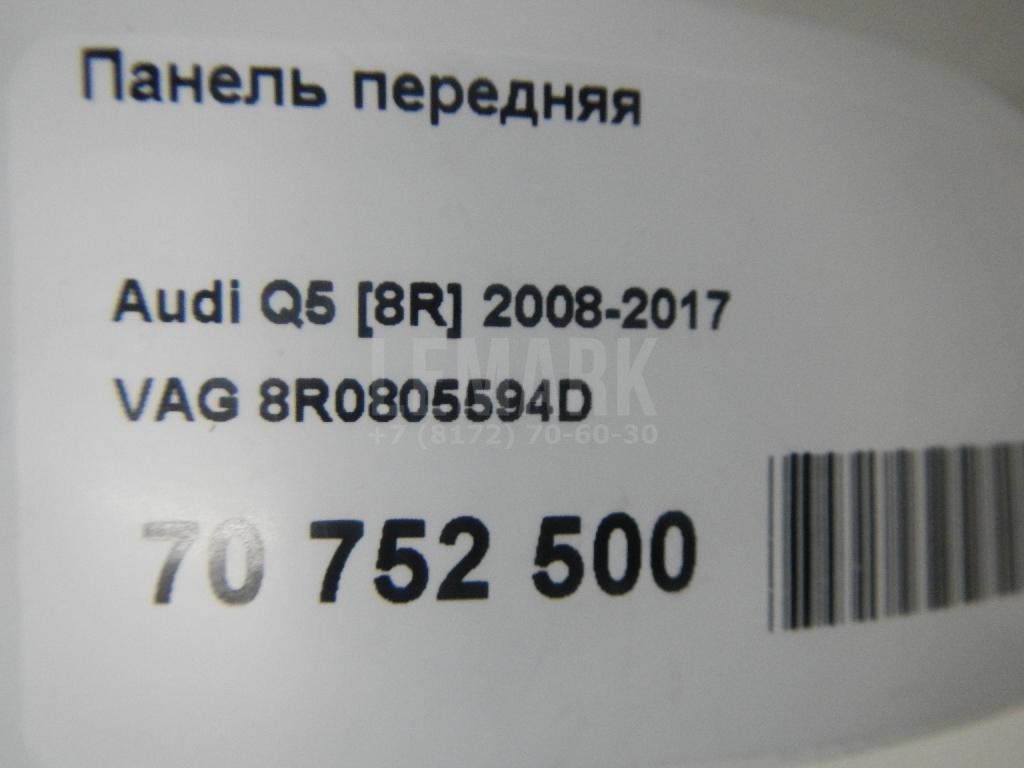 Панель передняя
Audi Q5 [8R] 2008-2017
LEMARK
VAG 8R0805594D
+7 (8172) 70-60-30
70 752 500